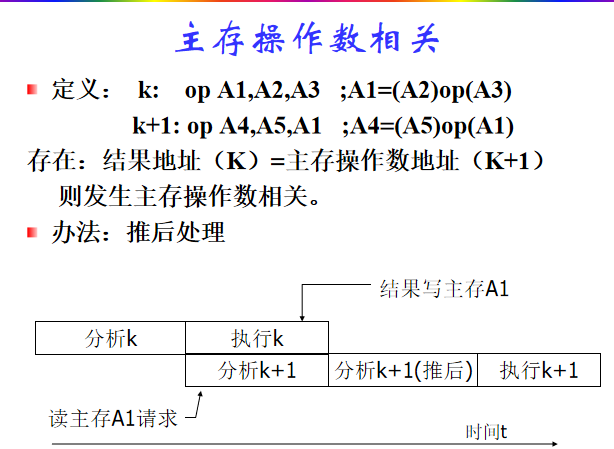 主存操作数相关
定义： k: op A1,A2,A3 ;A1=(A2)op(A3)
k+1: op A4,A5,A1 ;A4=(A5)op(A1)
存在：结果地址（K）=主存操作数地址（K+1）
则发生主存操作数相关。
办法：推后处理
结果写主存A1
分析k 执行k
分析k+1 分析k+1(推后) 执行k+1
读主存A1请求
时间t